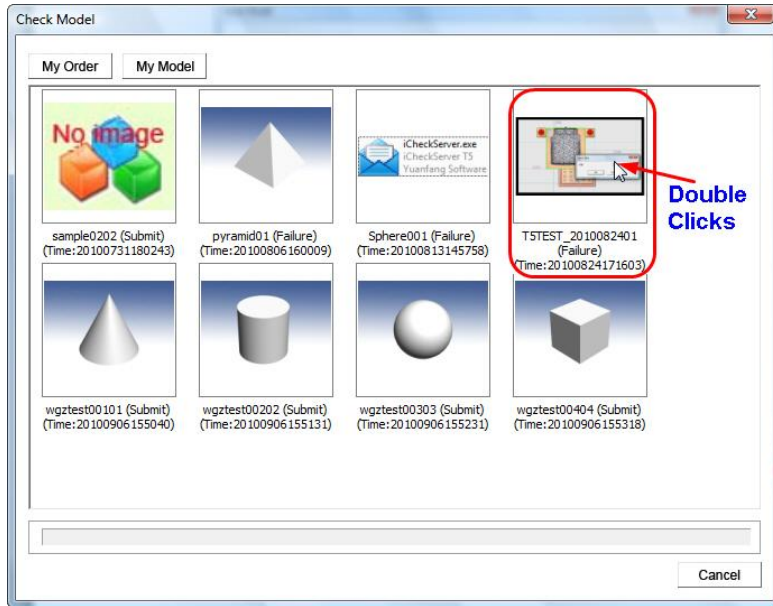 Check Model
My Order
My Model
No image
iCheckServer.exe
iCheckServer T5
Yuanfang Software
Double
Clicks
sample0202 (Submit)
(Time:20100731180243)
pyramid01 (Failure)
(Time:20100806160009)
Sphere001 (Failure)
(Time:20100813145758)
T5TEST_2010082401
(Failure)
(Time:20100824171603)
wgztest00101 (Submit)
(Time:20100906155040)
wgztest00202 (Submit)
(Time:20100906155131)
wgztest00303 (Submit)
(Time:20100906155231)
wgztest00404 (Submit)
(Time:20100906155318)
Cancel